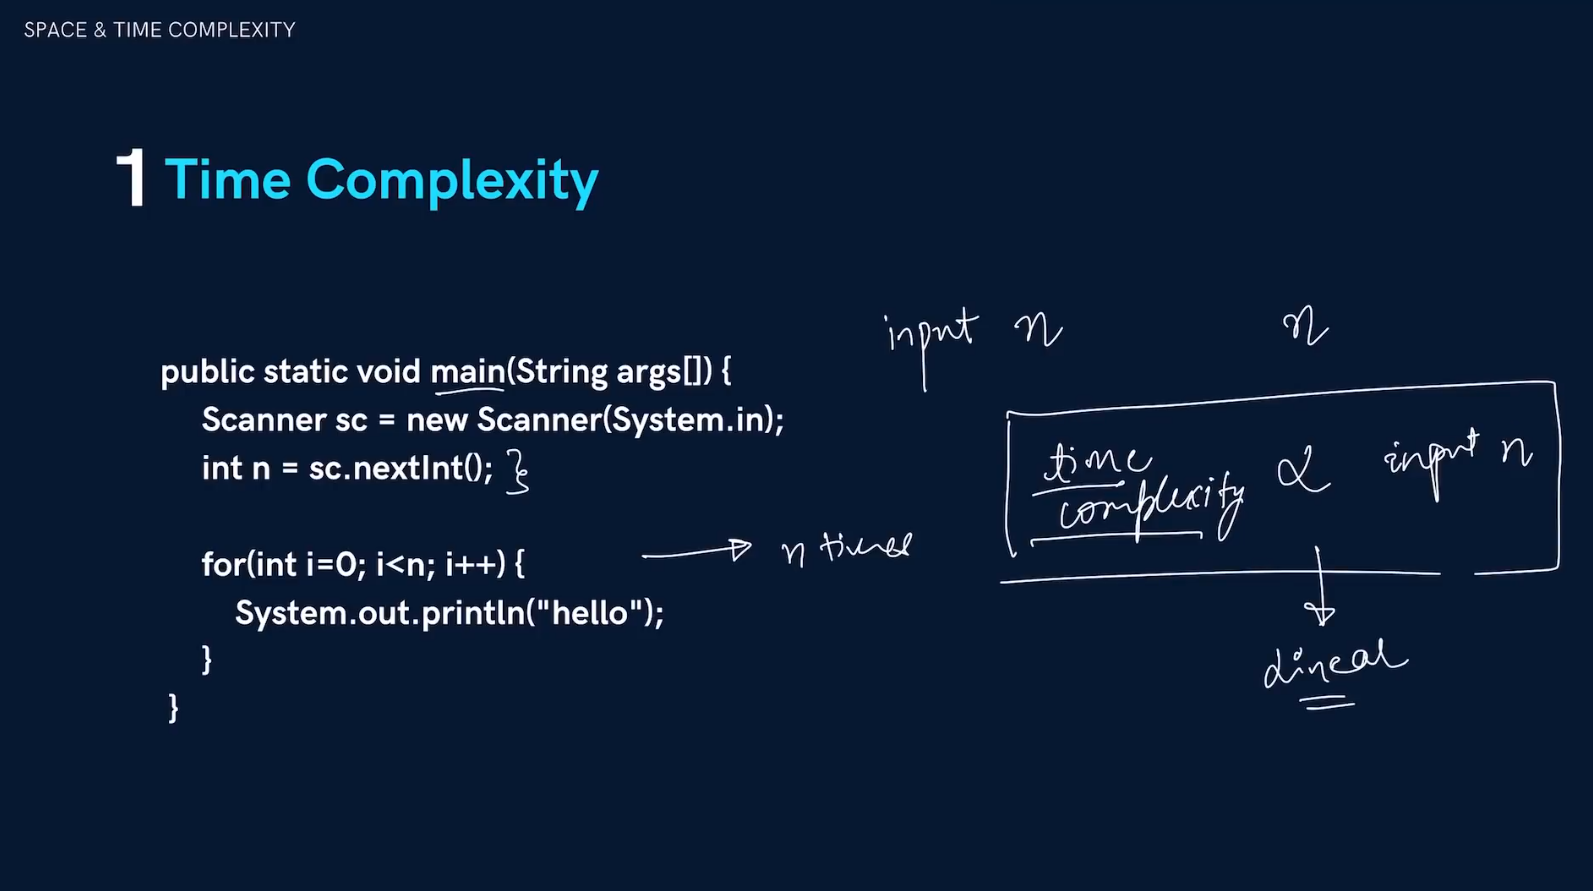 SPACE & TIME COMPLEXITY
1 Time Complexity
public static void main(String args[]) {
Scanner sc = new Scanner(System.in);
int n = sc.nextInt(); }
for(int i=0; i<n; i++) {
System.out.println("hello");
}
}
n times
input n
n
time complexity ∝ input n
Linear